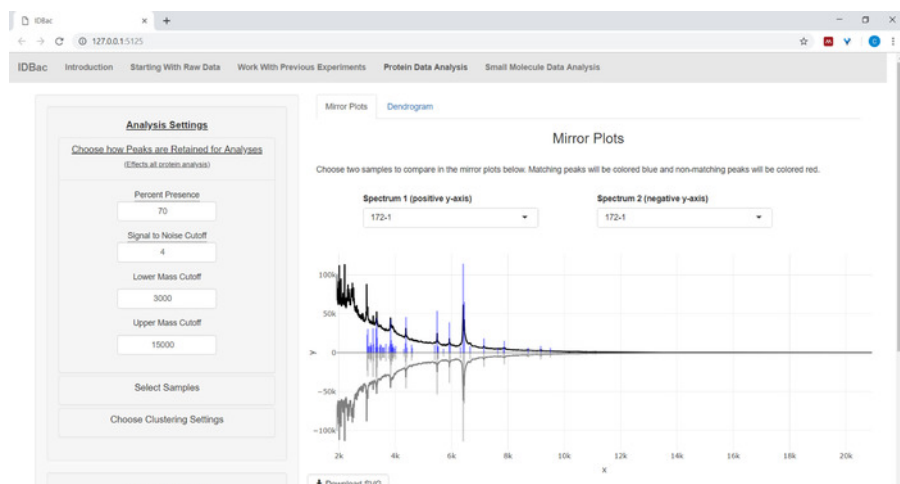 IDBac
127.0.0.1:5125
IDBac Introduction Starting With Raw Data Work With Previous Experiments Protein Data Analysis Small Molecule Data Analysis
Mirror Plots Dendrogram
Analysis Settings
Choose how Peaks are Retained for Analyses
(Effects all protein analysis)
Percent Presence
70
Signal to Noise Cutoff
4
Lower Mass Cutoff
3000
Upper Mass Cutoff
15000
Select Samples
Choose Clustering Settings
Mirror Plots
Choose two samples to compare in the mirror plots below. Matching peaks will be colored blue and non-matching peaks will be colored red.
Spectrum 1 (positive y-axis) Spectrum 2 (negative y-axis)
172-1 172-1
100k
50k
y 0
−50k
−100k
2k 4k 6k 8k 10k 12k 14k 16k 18k 20k
x
Download SVG